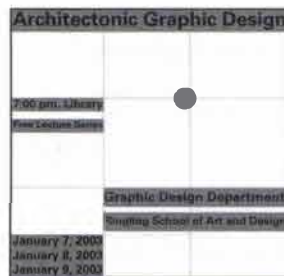 Architectonic Graphic Design
7:00 pm, Library
Free Lecture Series
Graphic Design Department
Ringling School of Art and Design
January 7, 2003
January 8, 2003
January 9, 2003